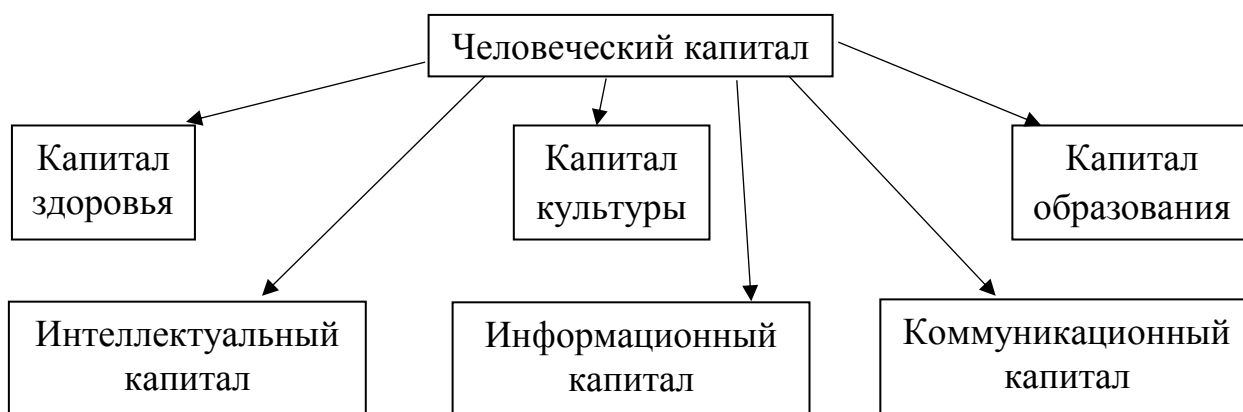 Человеческий капитал
Капитал
здоровья
Капитал
культуры
Капитал
образования
Интеллектуальный
капитал
Информационный
капитал
Коммуникационный
капитал